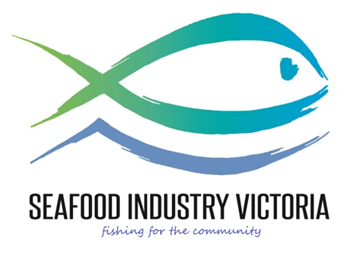 SEAFOOD INDUSTRY VICTORIA
fishing for the community